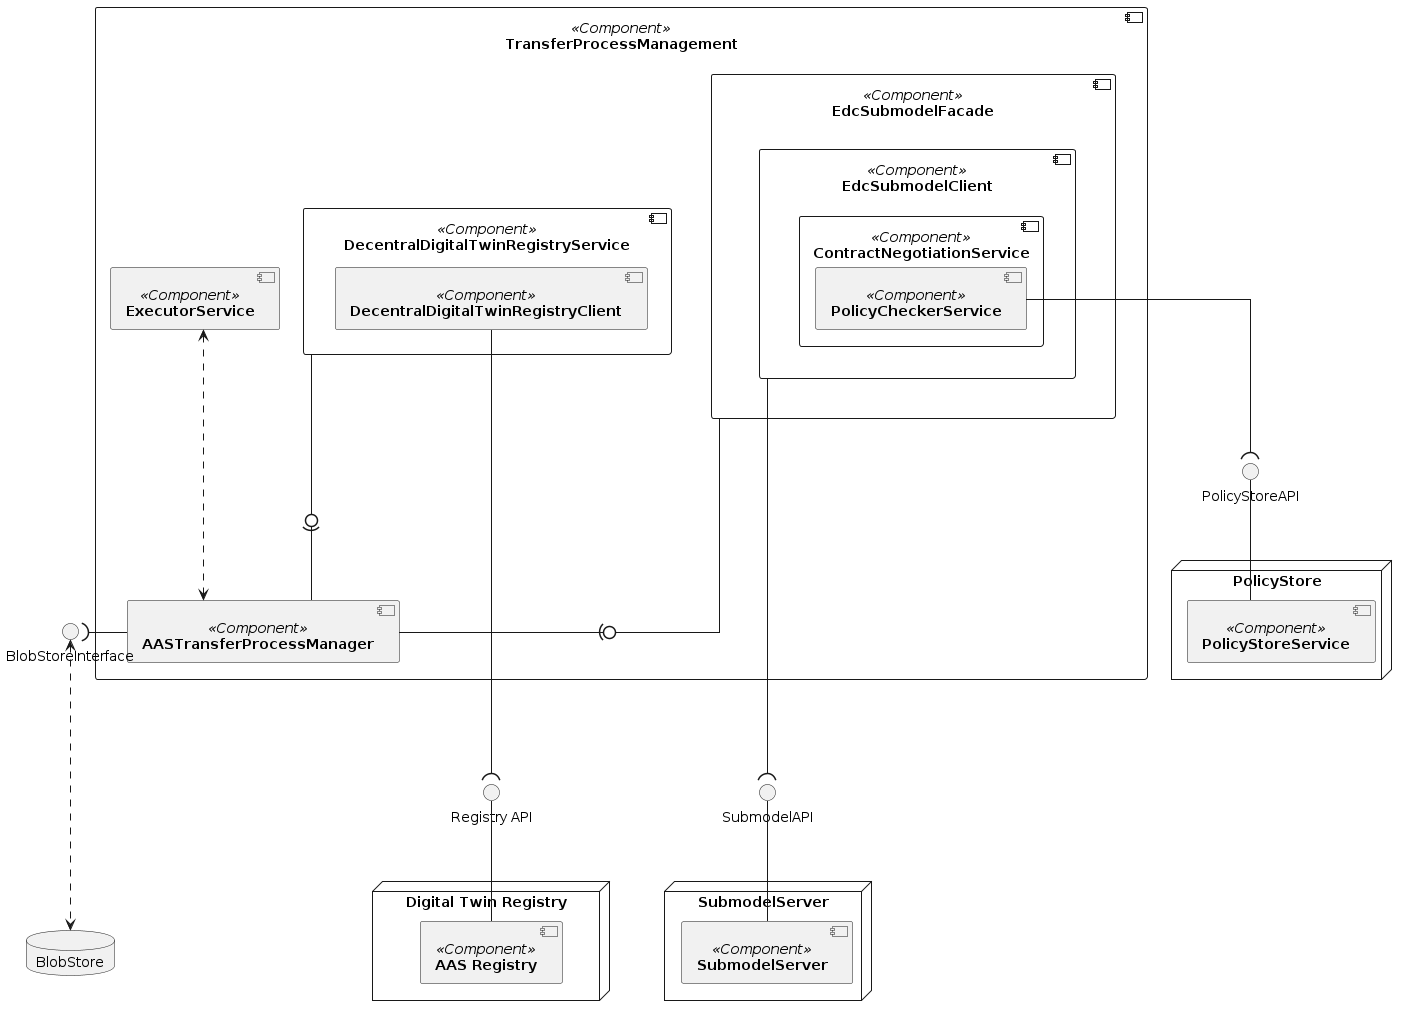 «Component»
TransferProcessManagement
«Component»
EdcSubmodelFacade
«Component»
EdcSubmodelClient
«Component»
DecentralDigitalTwinRegistryService
«Component»
ContractNegotiationService
«Component»
ExecutorService
«Component»
DecentralDigitalTwinRegistryClient
«Component»
PolicyCheckerService
PolicyStoreAPI
PolicyStore
«Component»
AASTransferProcessManager
«Component»
PolicyStoreService
BlobStoreInterface
Registry API
SubmodelAPI
Digital Twin Registry
SubmodelServer
«Component»
AAS Registry
«Component»
SubmodelServer
BlobStore